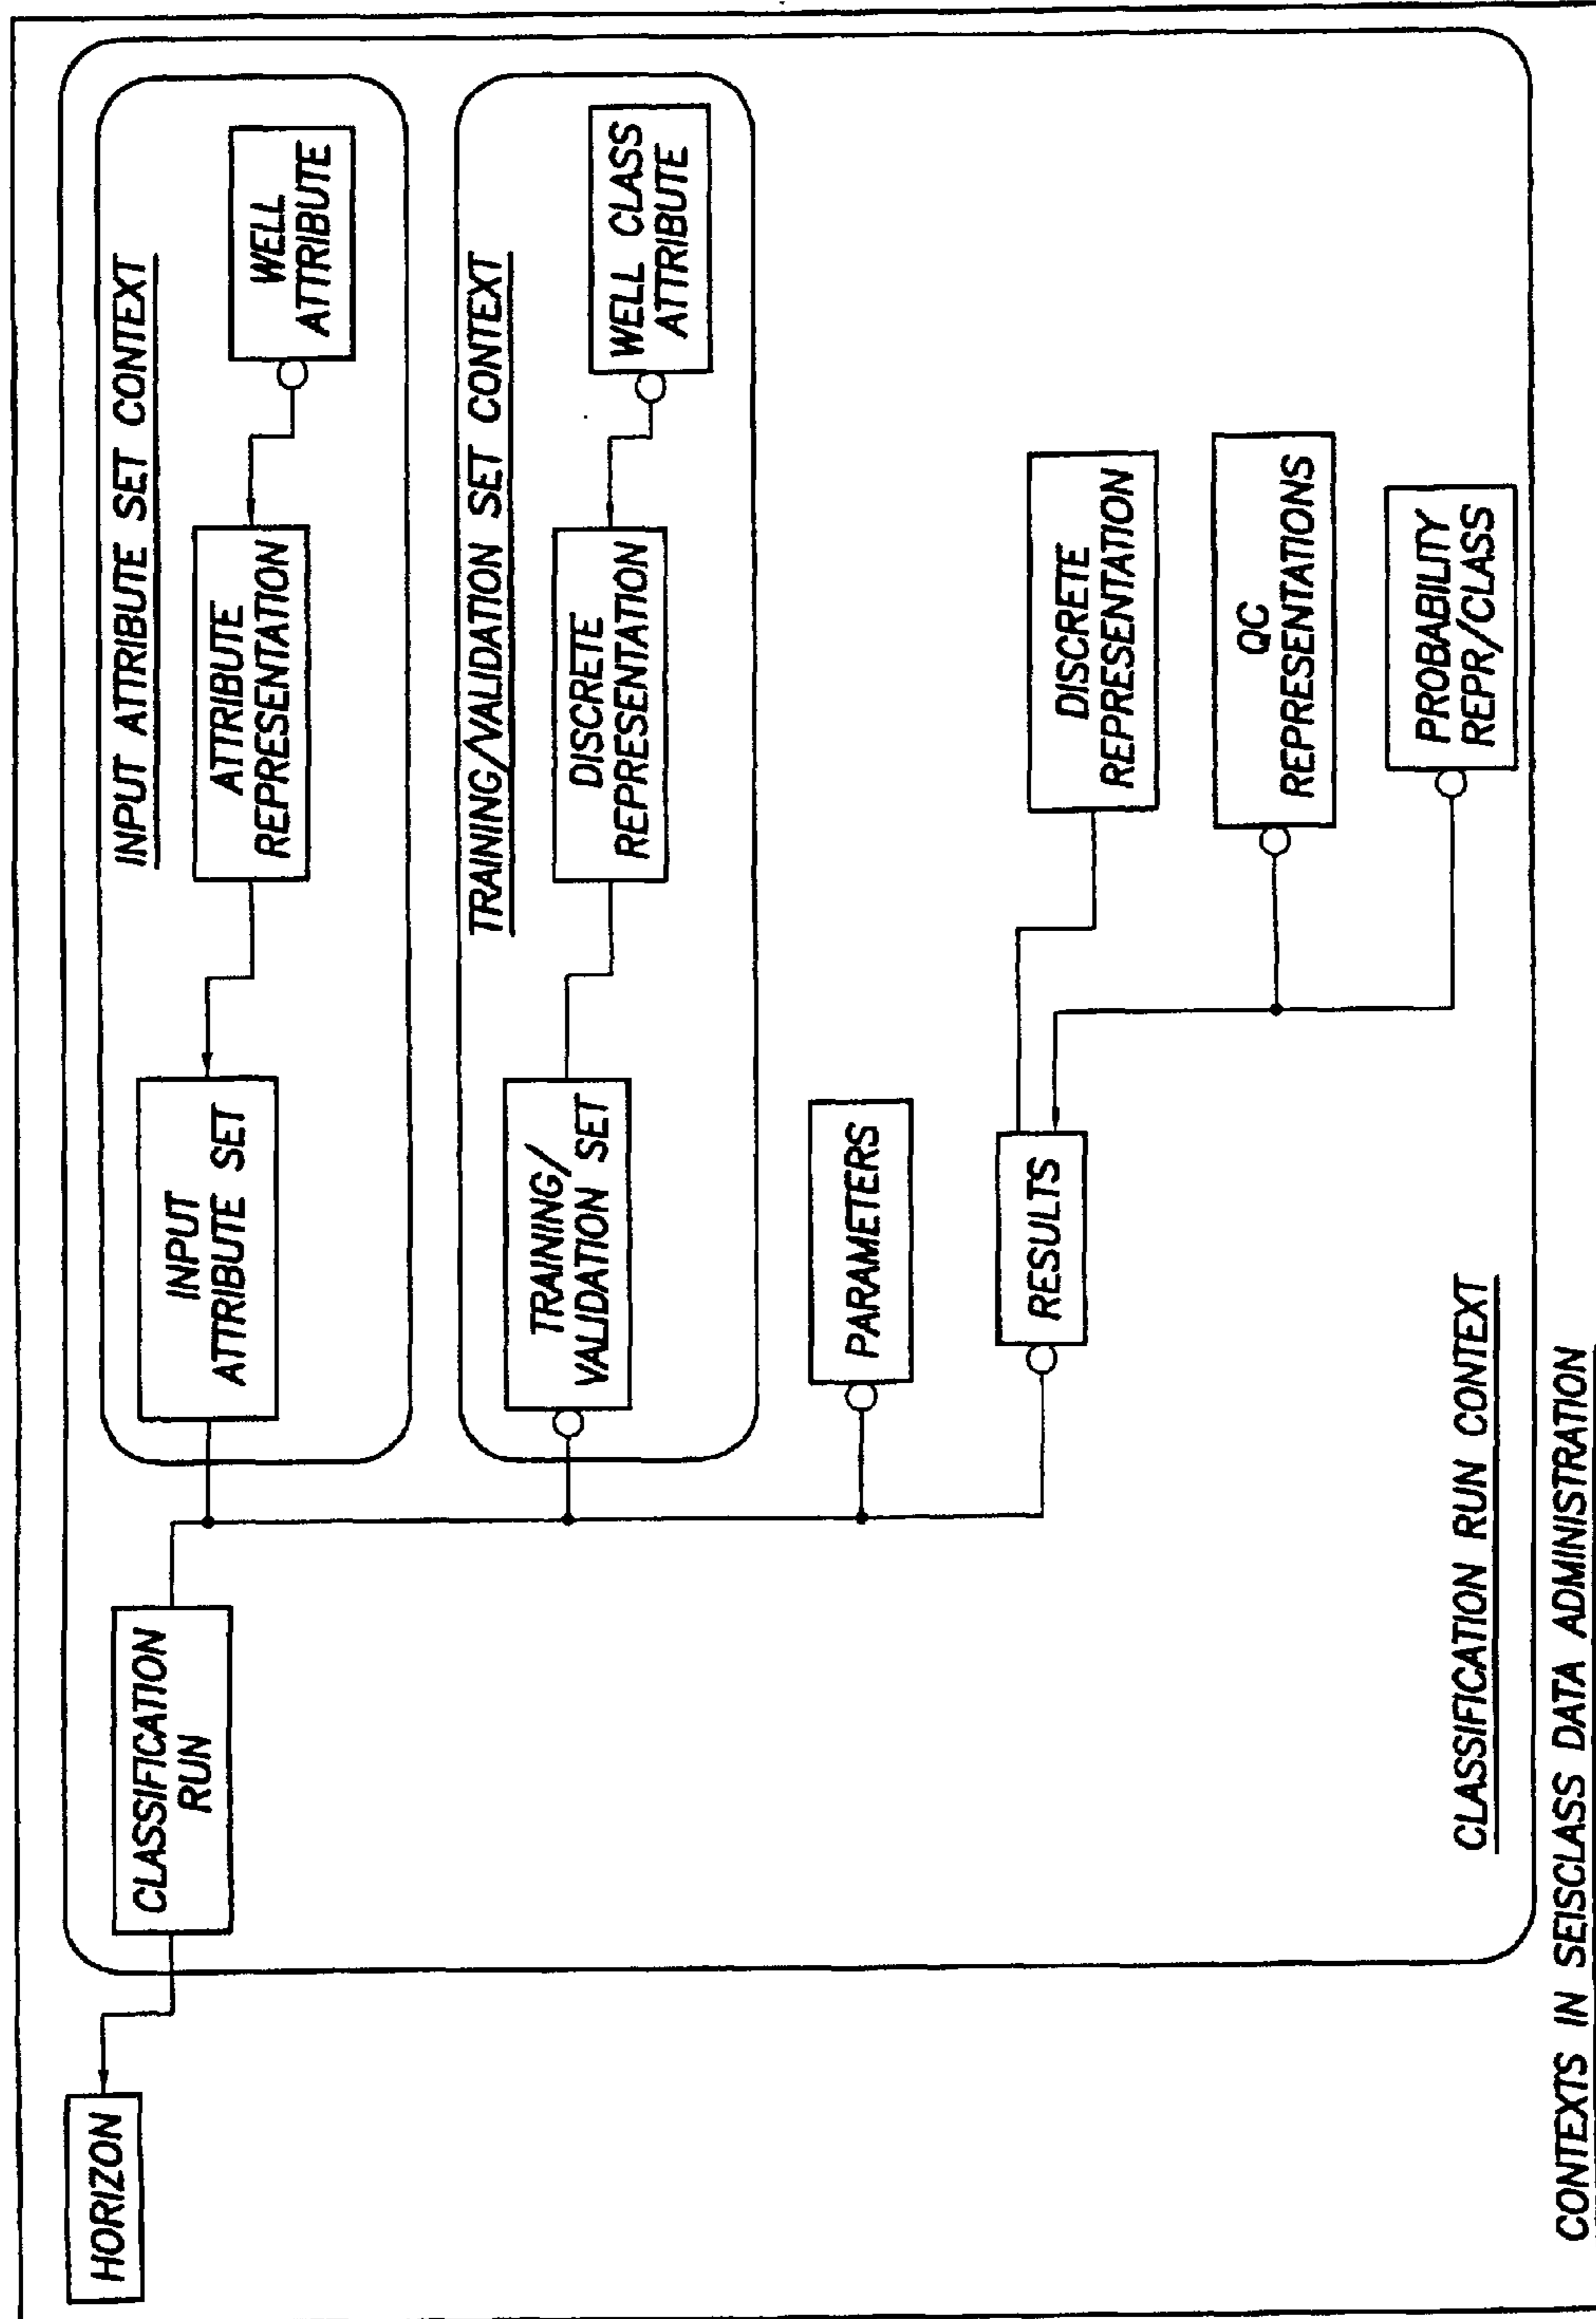 HORIZON
CLASSIFICATION
RUN
INPUT ATTRIBUTE SET CONTEXT
INPUT
ATTRIBUTE SET
ATTRIBUTE
REPRESENTATION
WELL
ATTRIBUTE
TRAINING/VALIDATION SET CONTEXT
TRAINING/
VALIDATION SET
DISCRETE
REPRESENTATION
WELL CLASS
ATTRIBUTE
PARAMETERS
RESULTS
DISCRETE
REPRESENTATION
QC
REPRESENTATIONS
PROBABILITY
REPR/CLASS
CLASSIFICATION RUN CONTEXT
CONTEXTS IN SEISCLASS DATA ADMINISTRATION